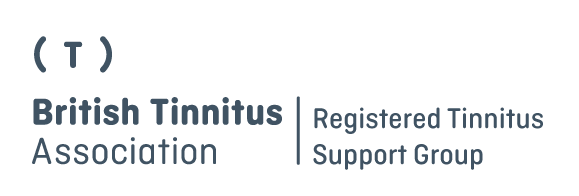 ( T )
British Tinnitus
Association
Registered Tinnitus
Support Group